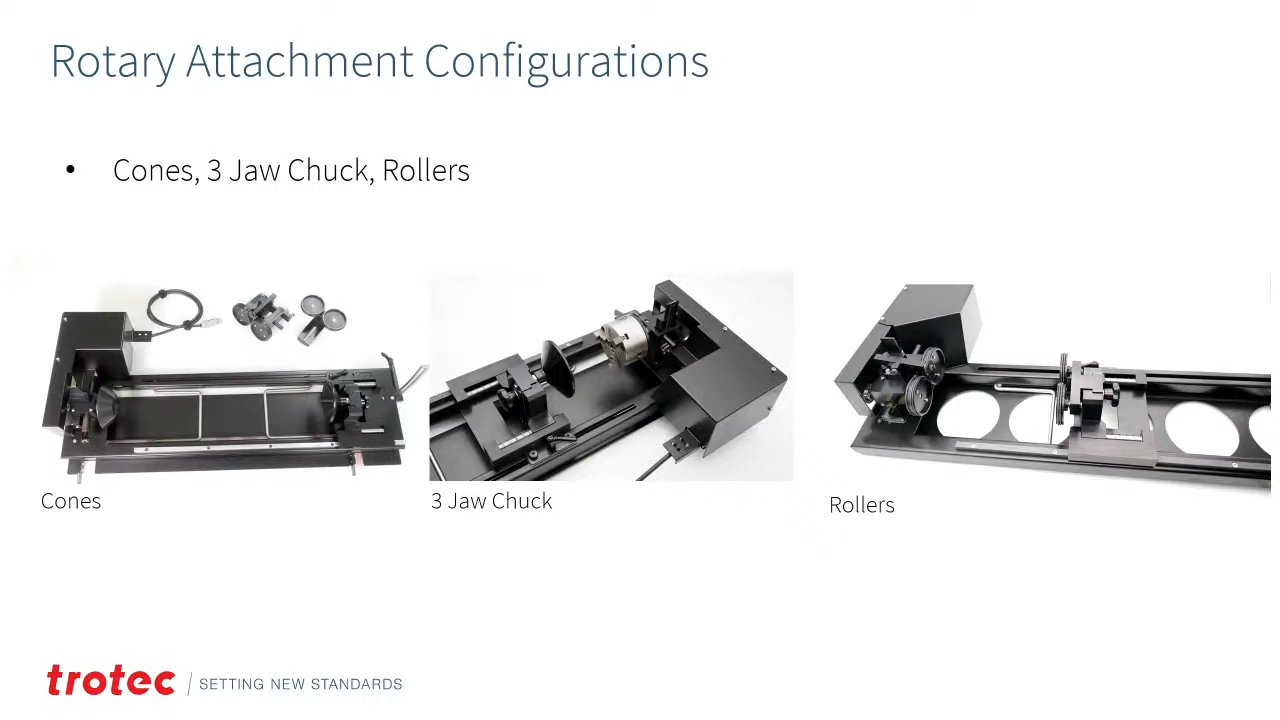 Rotary Attachment Configurations
• Cones, 3 Jaw Chuck, Rollers
Cones
3 Jaw Chuck
Rollers
trotec | SETTING NEW STANDARDS